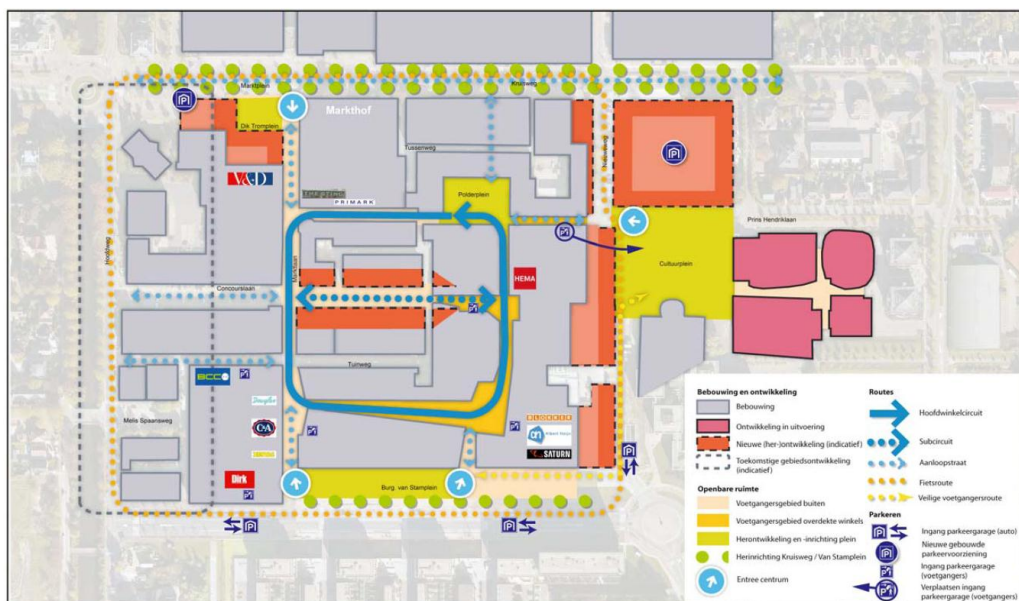 Marktplein
Kruisweg
Dik Tromplein
Markthof
Tussenweg
V&D
PRIMARK
Polderplein
Prins Hendriklaan
Cultuurplein
Hoofdweg
Marktlaan
HEMA
Concourslaan
Tuinweg
BCC
C&A
Melis Spaansweg
BLOKKER
SATURN
Dirk
Burg. van Stamplein
Bebouwing en ontwikkeling
Bebouwing
Ontwikkeling in uitvoering
Nieuwe (her-)ontwikkeling (indicatief)
Toekomstige gebiedsontwikkeling
(indicatief)
Openbare ruimte
Voetgangersgebied buiten
Voetgangersgebied overdekte winkels
Herontwikkeling en -inrichting plein
Herinrichting Kruisweg / Van Stamplein
Entree centrum
Routes
Hoofdwinkelcircuit
Subcircuit
Aanloopstraat
Fietsroute
Veilige voetgangersroute
Parkeren
Ingang parkeergarage (auto)
Nieuwe gebouwde
parkeervoorziening
Ingang parkeergarage
(voetgangers)
Verplaatsen ingang
parkeergarage (voetgangers)